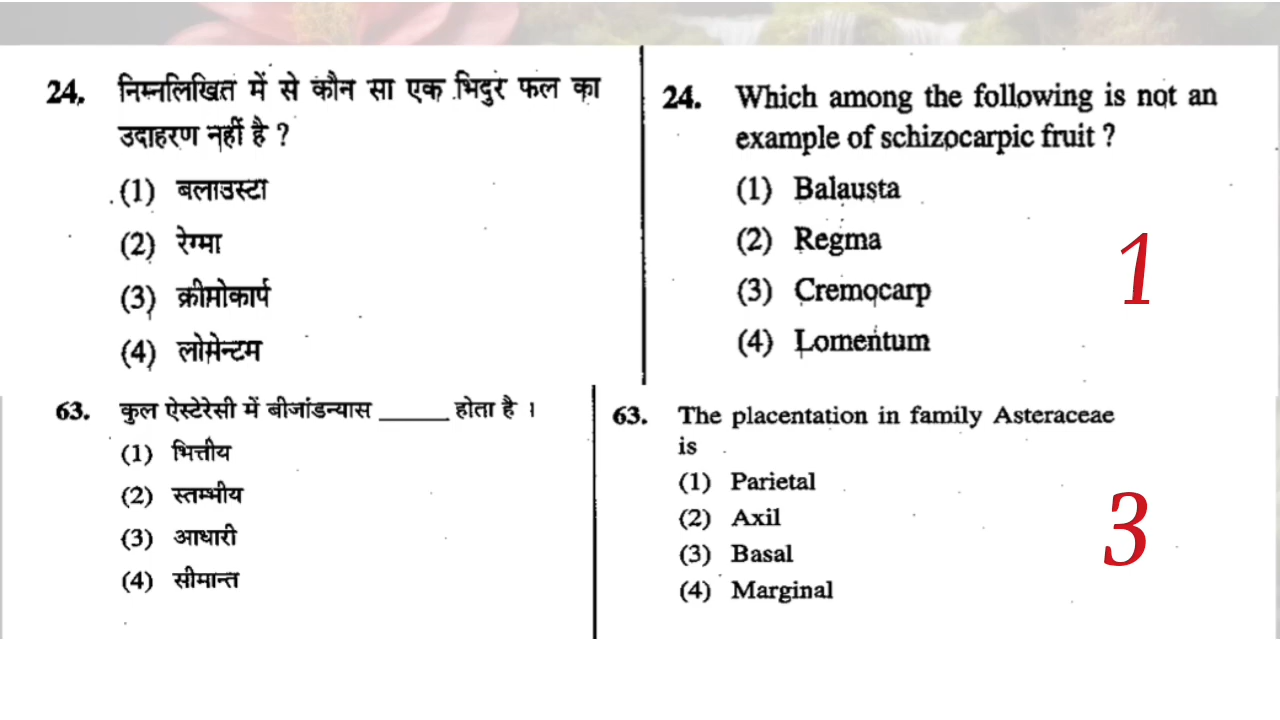 24. निम्नलिखित में से कौन सा एक भिदुर फल का
उदाहरण नहीं है ?
(1) बलाउस्टा
(2) रेग्मा
(3) क्रीमोकार्प
(4) लोमेन्टम
24. Which among the following is not an
example of schizocarpic fruit ?
(1) Balausta
(2) Regma
(3) Cremocarp
(4) Lomentum
1
63. कुल ऐस्टेरेसी में बीजांडन्यास ______ होता है ।
(1) भित्तीय
(2) स्तम्भीय
(3) आधारी
(4) सीमान्त
63. The placentation in family Asteraceae
is
(1) Parietal
(2) Axil
(3) Basal
(4) Marginal
3